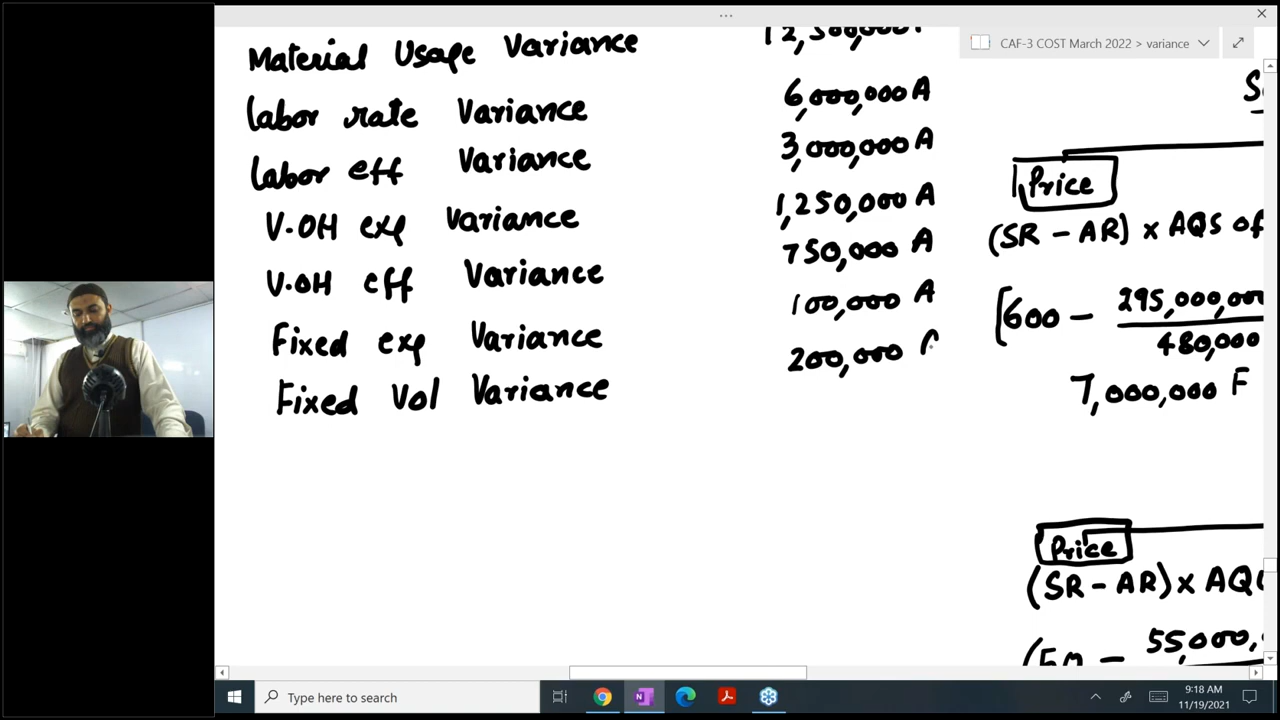 CAF-3 COST March 2022 > variance
Material Usage Variance
Labor rate Variance 6,000,000 A
Labor eff Variance 3,000,000 A
V.OH exp Variance 1,250,000 A
V.OH eff Variance 750,000 A
Fixed exp Variance 100,000 A
Fixed Vol Variance 200,000
Price
(SR - AR) x AQS of
[600 - 295,000,000
480,000
7,000,000 F
Price
(SR - AR) x AQ
55,000,
Type here to search
9:18 AM
11/19/2021